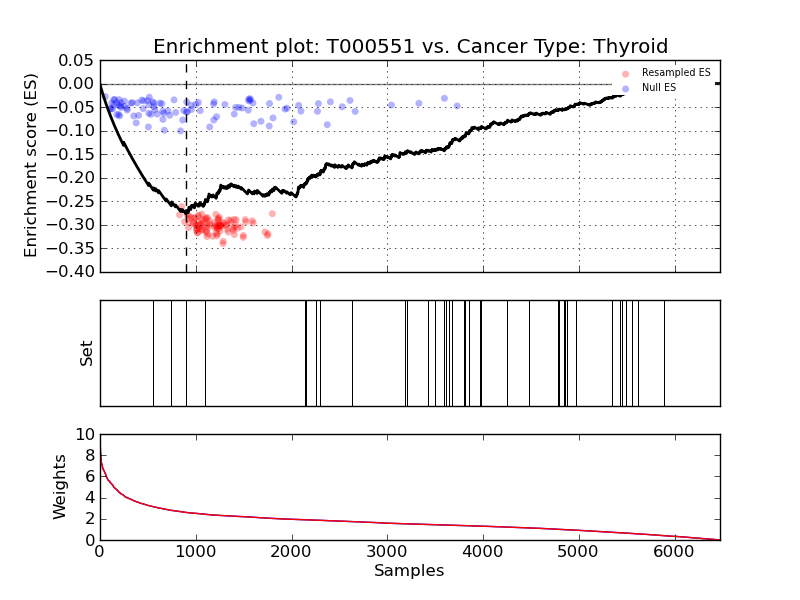 Enrichment plot: T000551 vs. Cancer Type: Thyroid
Enrichment score (ES)
0.05
0.00
−0.05
−0.10
−0.15
−0.20
−0.25
−0.30
−0.35
−0.40
Resampled ES
Null ES
Set
Weights
10
8
6
4
2
0
0 1000 2000 3000 4000 5000 6000
Samples